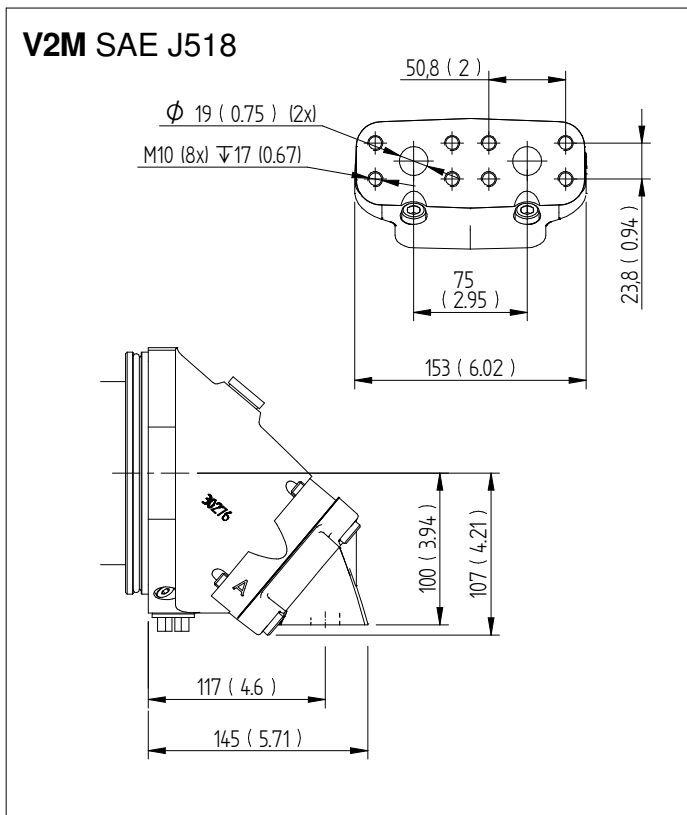 V2M SAE J518
50,8 ( 2 )
ϕ 19 ( 0.75 ) (2x)
M10 (8x) ↧17 (0.67)
23,8 ( 0.94 )
75
( 2.95 )
153 ( 6.02 )
30276
A
100 ( 3.94 )
107 ( 4.21 )
117 ( 4.6 )
145 ( 5.71 )